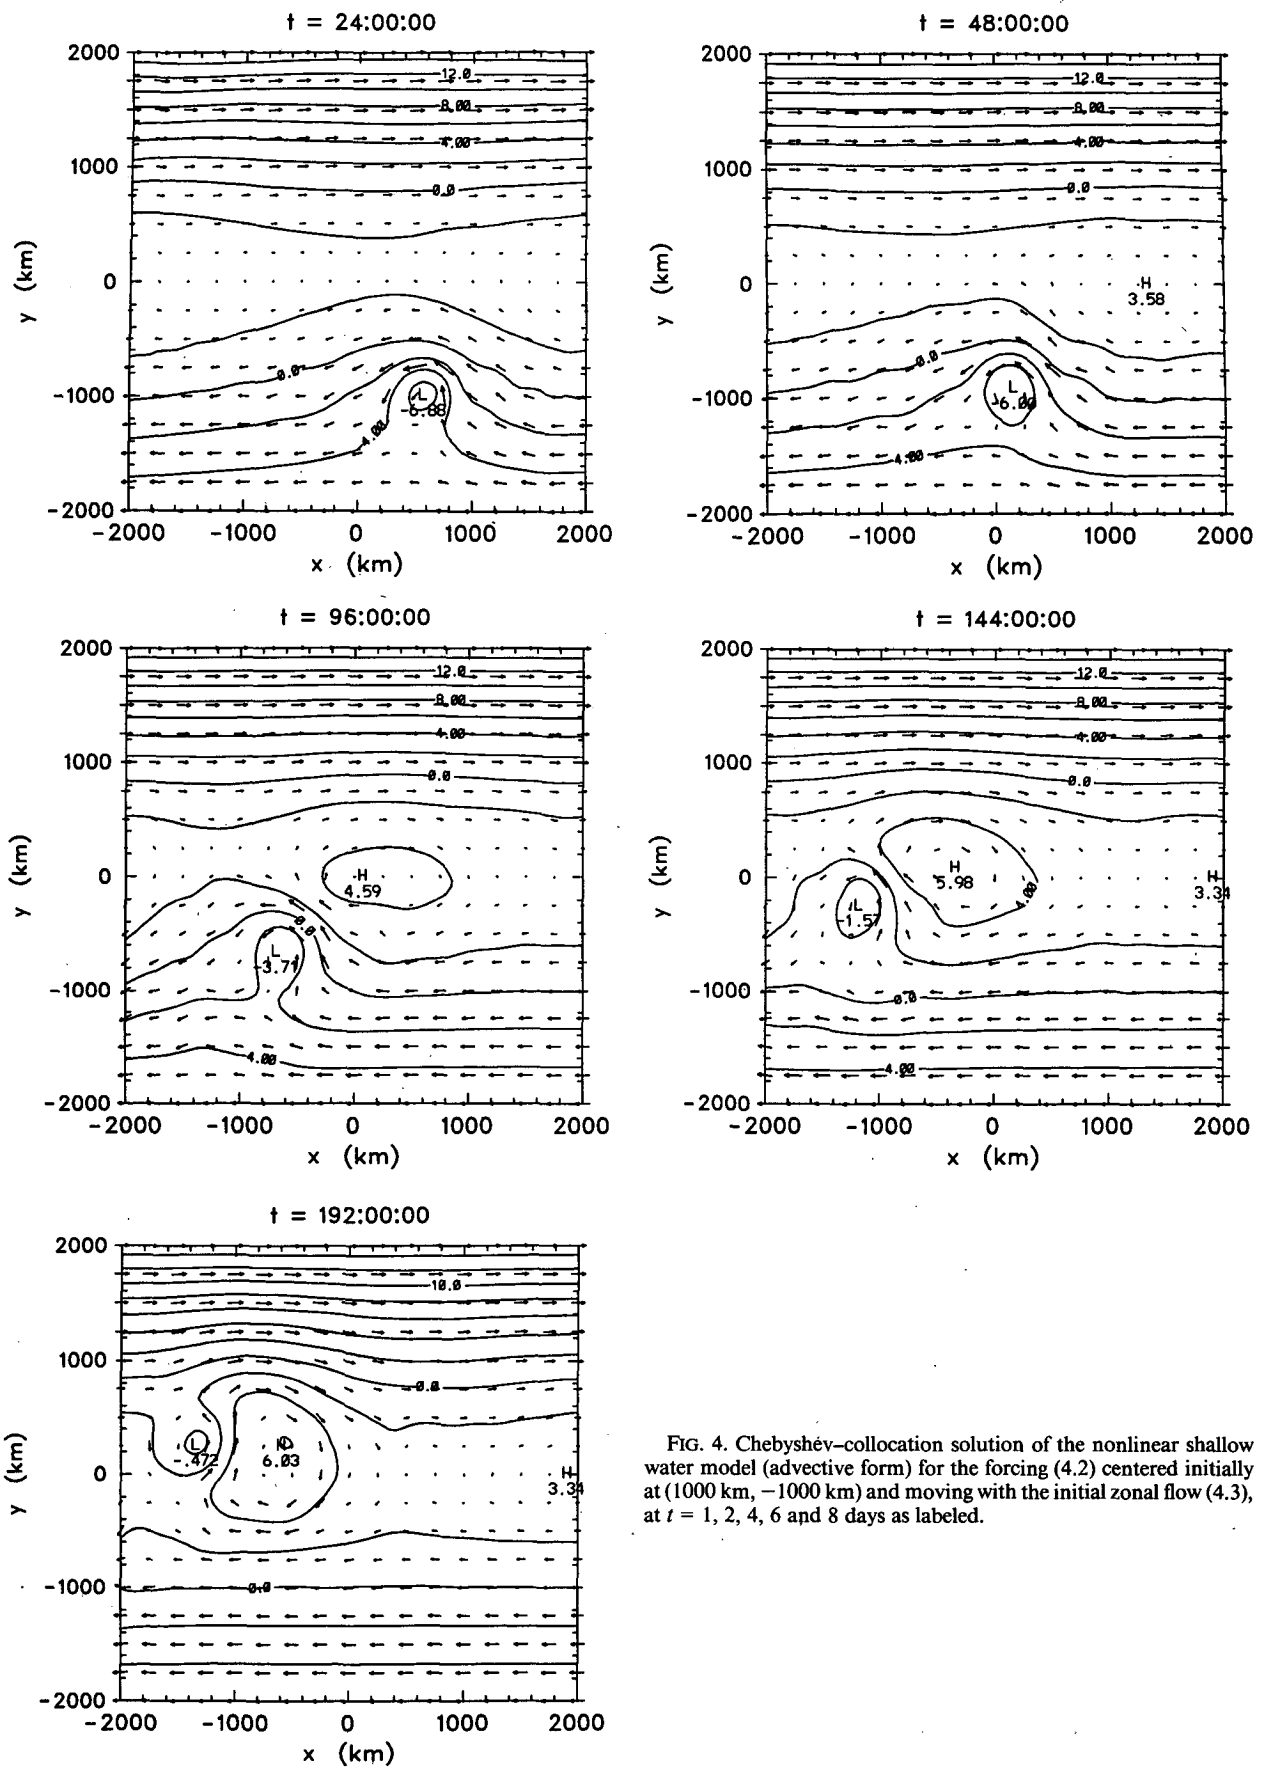 t = 24:00:00
t = 48:00:00
2000
12.0
8.00
4.00
1000
0.0
y (km)
0
0.0
-1000
L
-6.88
4.00
-2000
-2000 -1000 0 1000 2000
x (km)
2000
12.0
8.00
4.00
1000
0.0
y (km)
0
H
3.58
0.0
-1000
L
-6.00
4.00
-2000
-2000 -1000 0 1000 2000
x (km)
t = 96:00:00
t = 144:00:00
2000
12.0
8.00
4.00
1000
0.0
y (km)
0
H
4.59
0.0
L
-3.71
-1000
4.00
-2000
-2000 -1000 0 1000 2000
x (km)
2000
12.0
8.00
4.00
1000
0.0
y (km)
0
H
5.98
H
3.34
4.00
L
-1.57
-1000
0.0
4.00
-2000
-2000 -1000 0 1000 2000
x (km)
t = 192:00:00
2000
10.0
1000
0.0
y (km)
L
-.472
H
6.03
0
H
3.34
-1000
0.0
-2000
-2000 -1000 0 1000 2000
x (km)
FIG. 4. Chebyshév–collocation solution of the nonlinear shallow
water model (advective form) for the forcing (4.2) centered initially
at (1000 km, −1000 km) and moving with the initial zonal flow (4.3),
at t = 1, 2, 4, 6 and 8 days as labeled.